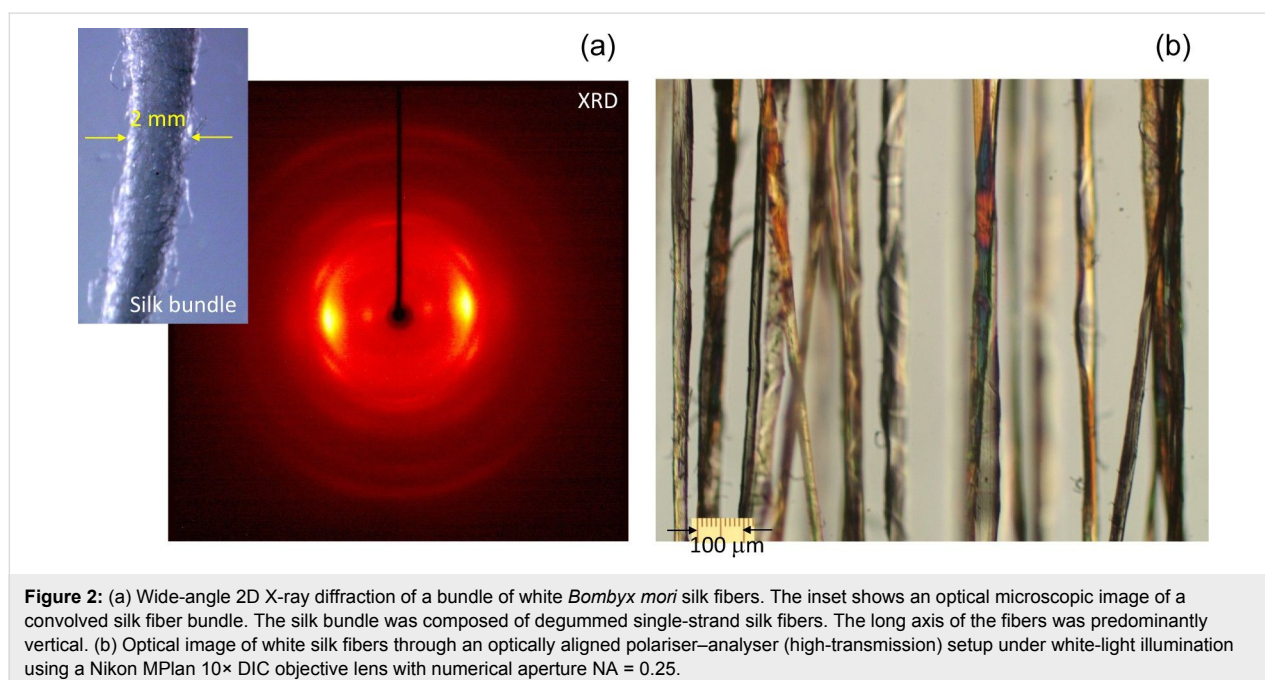 (a)
(b)
XRD
2 mm
Silk bundle
100 μm
Figure 2: (a) Wide-angle 2D X-ray diffraction of a bundle of white Bombyx mori silk fibers. The inset shows an optical microscopic image of a
convolved silk fiber bundle. The silk bundle was composed of degummed single-strand silk fibers. The long axis of the fibers was predominantly
vertical. (b) Optical image of white silk fibers through an optically aligned polariser–analyser (high-transmission) setup under white-light illumination
using a Nikon MPlan 10× DIC objective lens with numerical aperture NA = 0.25.